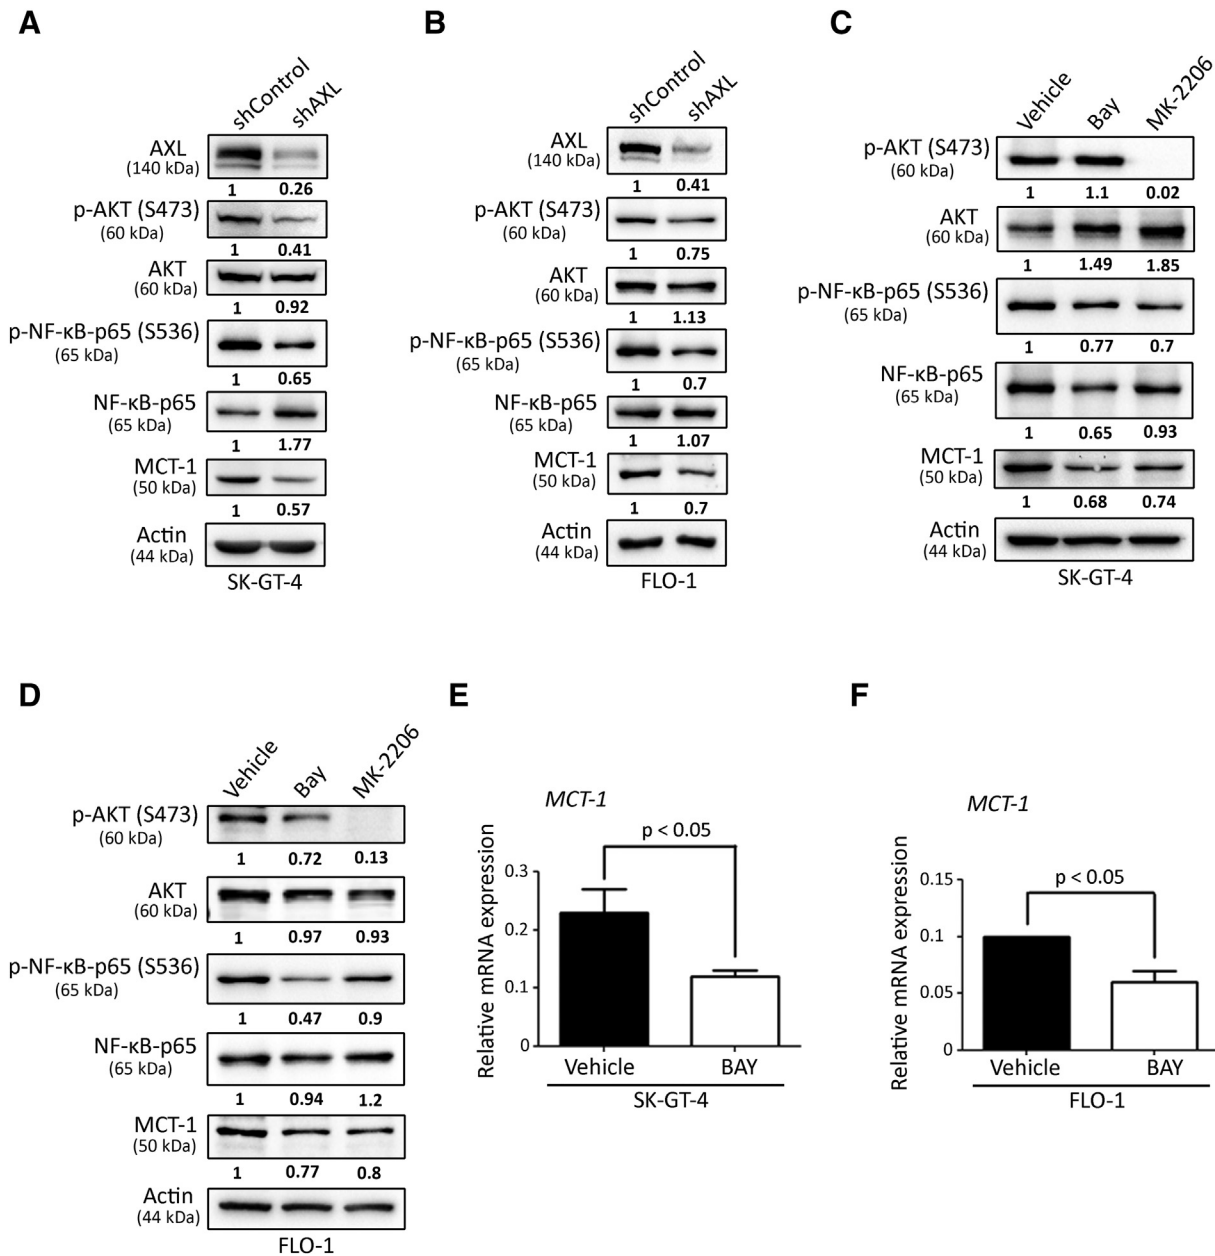 A
shControl
shAXL
AXL
(140 kDa)
1 0.26
p-AKT (S473)
(60 kDa)
1 0.41
AKT
(60 kDa)
1 0.92
p-NF-κB-p65 (S536)
(65 kDa)
1 0.65
NF-κB-p65
(65 kDa)
1 1.77
MCT-1
(50 kDa)
1 0.57
Actin
(44 kDa)
SK-GT-4
B
shControl
shAXL
AXL
(140 kDa)
1 0.41
p-AKT (S473)
(60 kDa)
1 0.75
AKT
(60 kDa)
1 1.13
p-NF-κB-p65 (S536)
(65 kDa)
1 0.7
NF-κB-p65
(65 kDa)
1 1.07
MCT-1
(50 kDa)
1 0.7
Actin
(44 kDa)
FLO-1
C
Vehicle
Bay
MK-2206
p-AKT (S473)
(60 kDa)
1 1.1 0.02
AKT
(60 kDa)
1 1.49 1.85
p-NF-κB-p65 (S536)
(65 kDa)
1 0.77 0.7
NF-κB-p65
(65 kDa)
1 0.65 0.93
MCT-1
(50 kDa)
1 0.68 0.74
Actin
(44 kDa)
SK-GT-4
D
Vehicle
Bay
MK-2206
p-AKT (S473)
(60 kDa)
1 0.72 0.13
AKT
(60 kDa)
1 0.97 0.93
p-NF-κB-p65 (S536)
(65 kDa)
1 0.47 0.9
NF-κB-p65
(65 kDa)
1 0.94 1.2
MCT-1
(50 kDa)
1 0.77 0.8
Actin
(44 kDa)
FLO-1
E
MCT-1
p < 0.05
Relative mRNA expression
0.3
0.2
0.1
0
Vehicle BAY
SK-GT-4
F
MCT-1
p < 0.05
Relative mRNA expression
0.15
0.1
0.05
0
Vehicle BAY
FLO-1